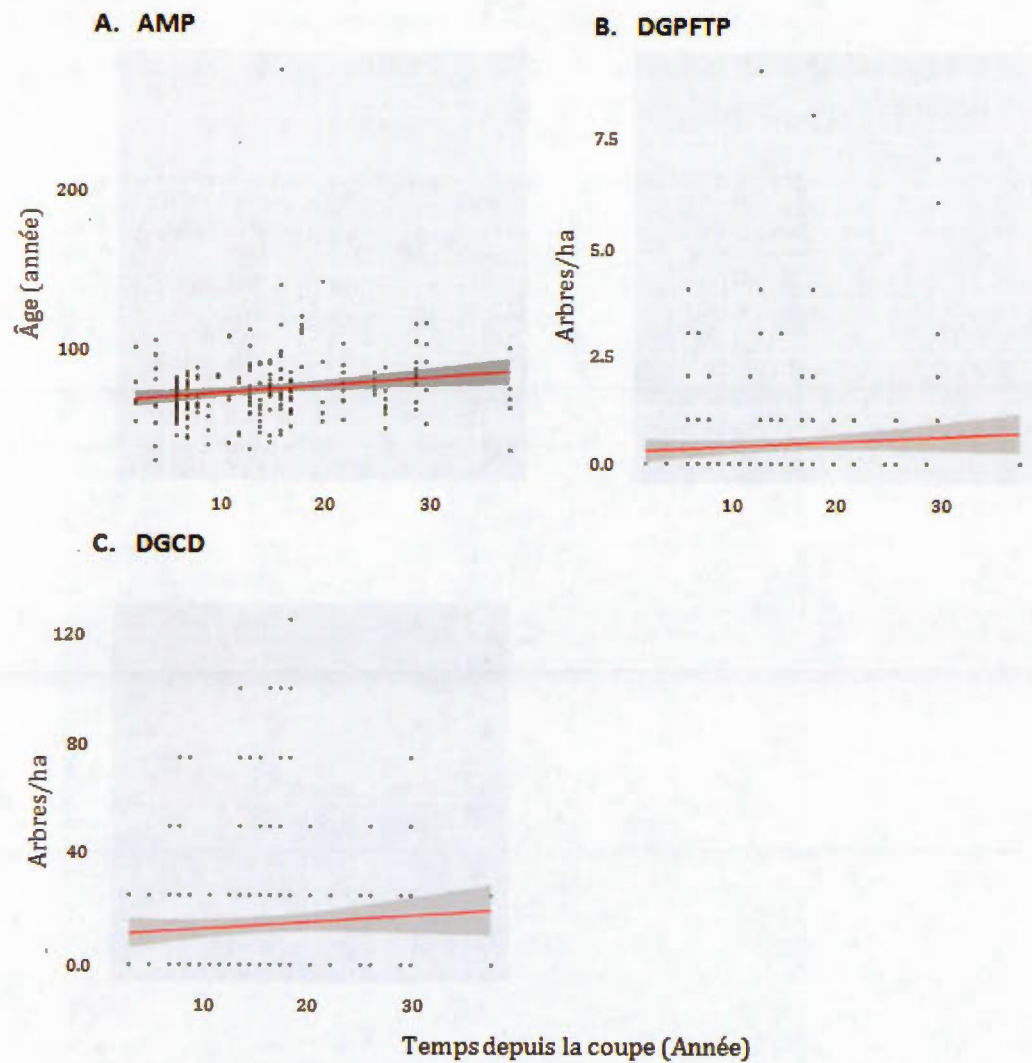 A. AMP
Âge (année)
200
100
10 20 30
B. DGPFTP
Arbres/ha
7.5
5.0
2.5
0.0
10 20 30
C. DGCD
Arbres/ha
120
80
40
0.0
10 20 30
Temps depuis la coupe (Année)